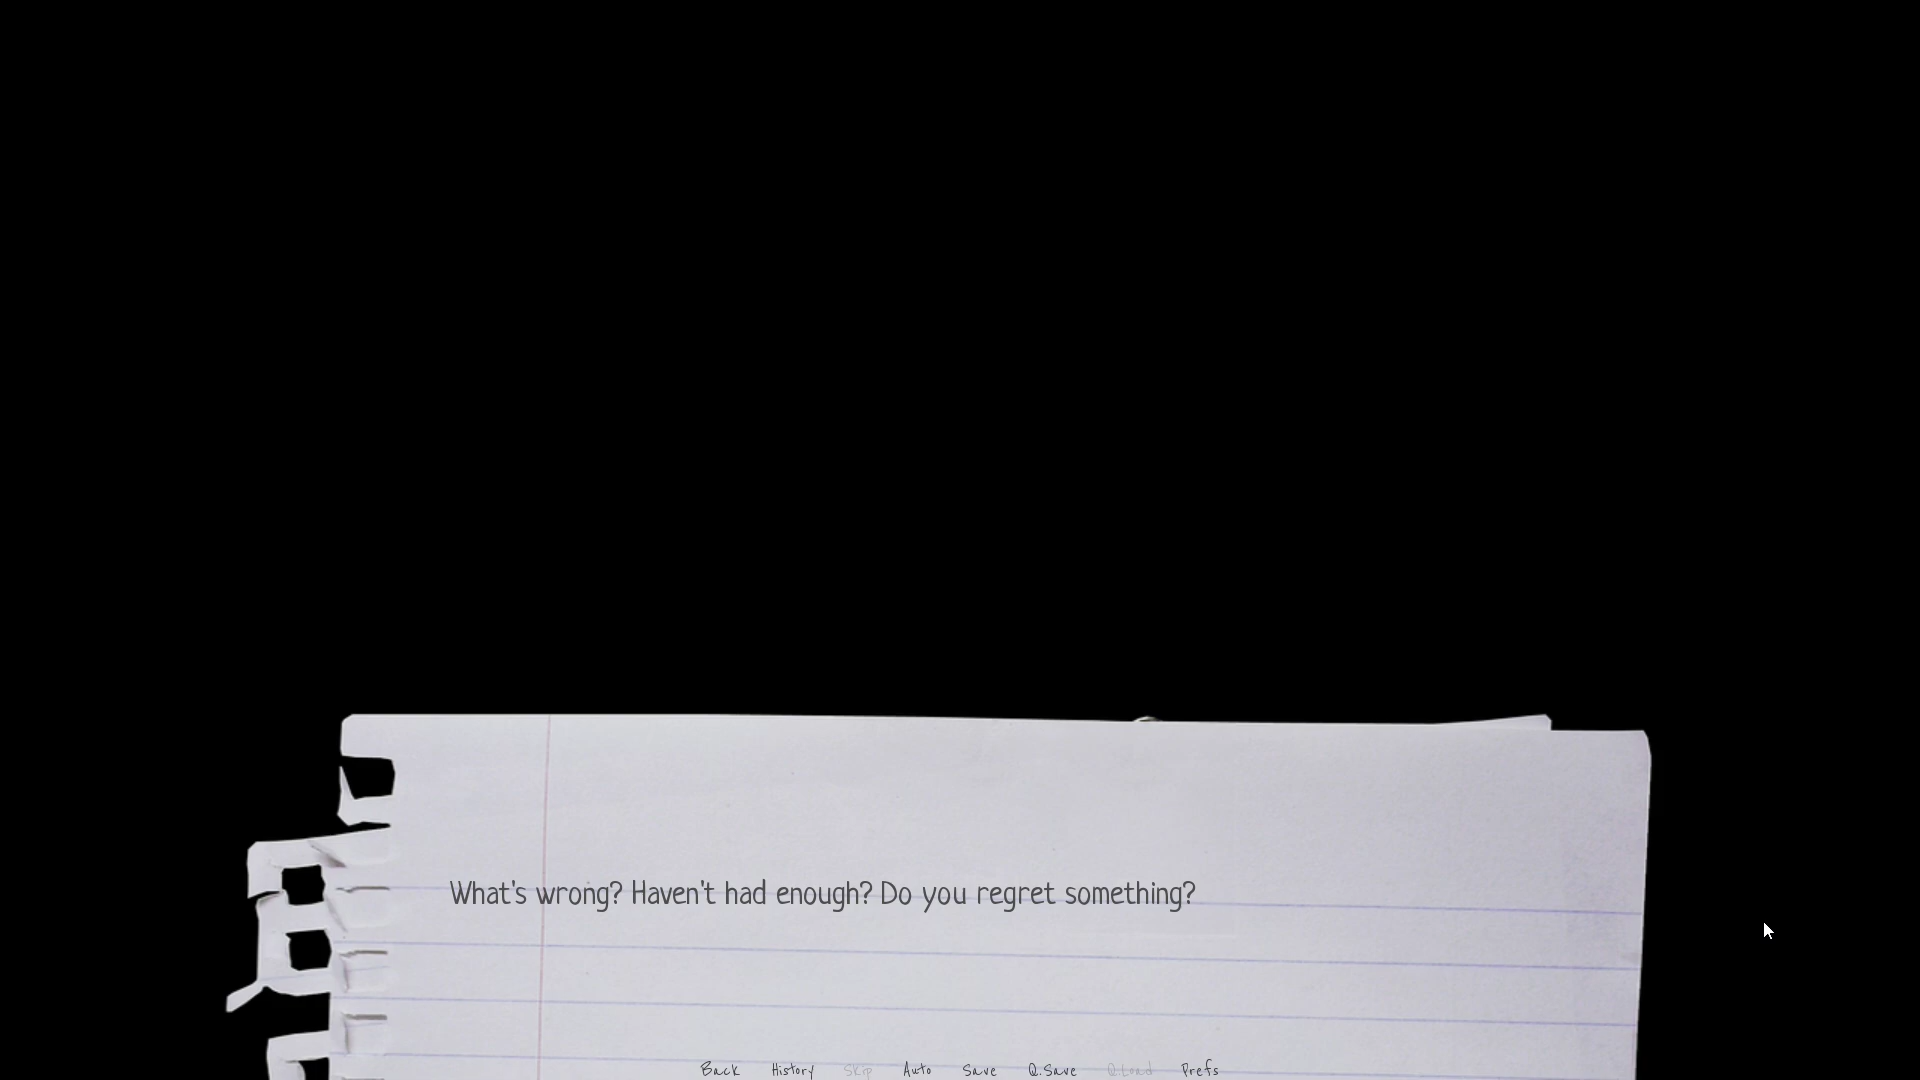 What's wrong? Haven't had enough? Do you regret something?
Back History Skip Auto Save Q.Save Q.Load Prefs